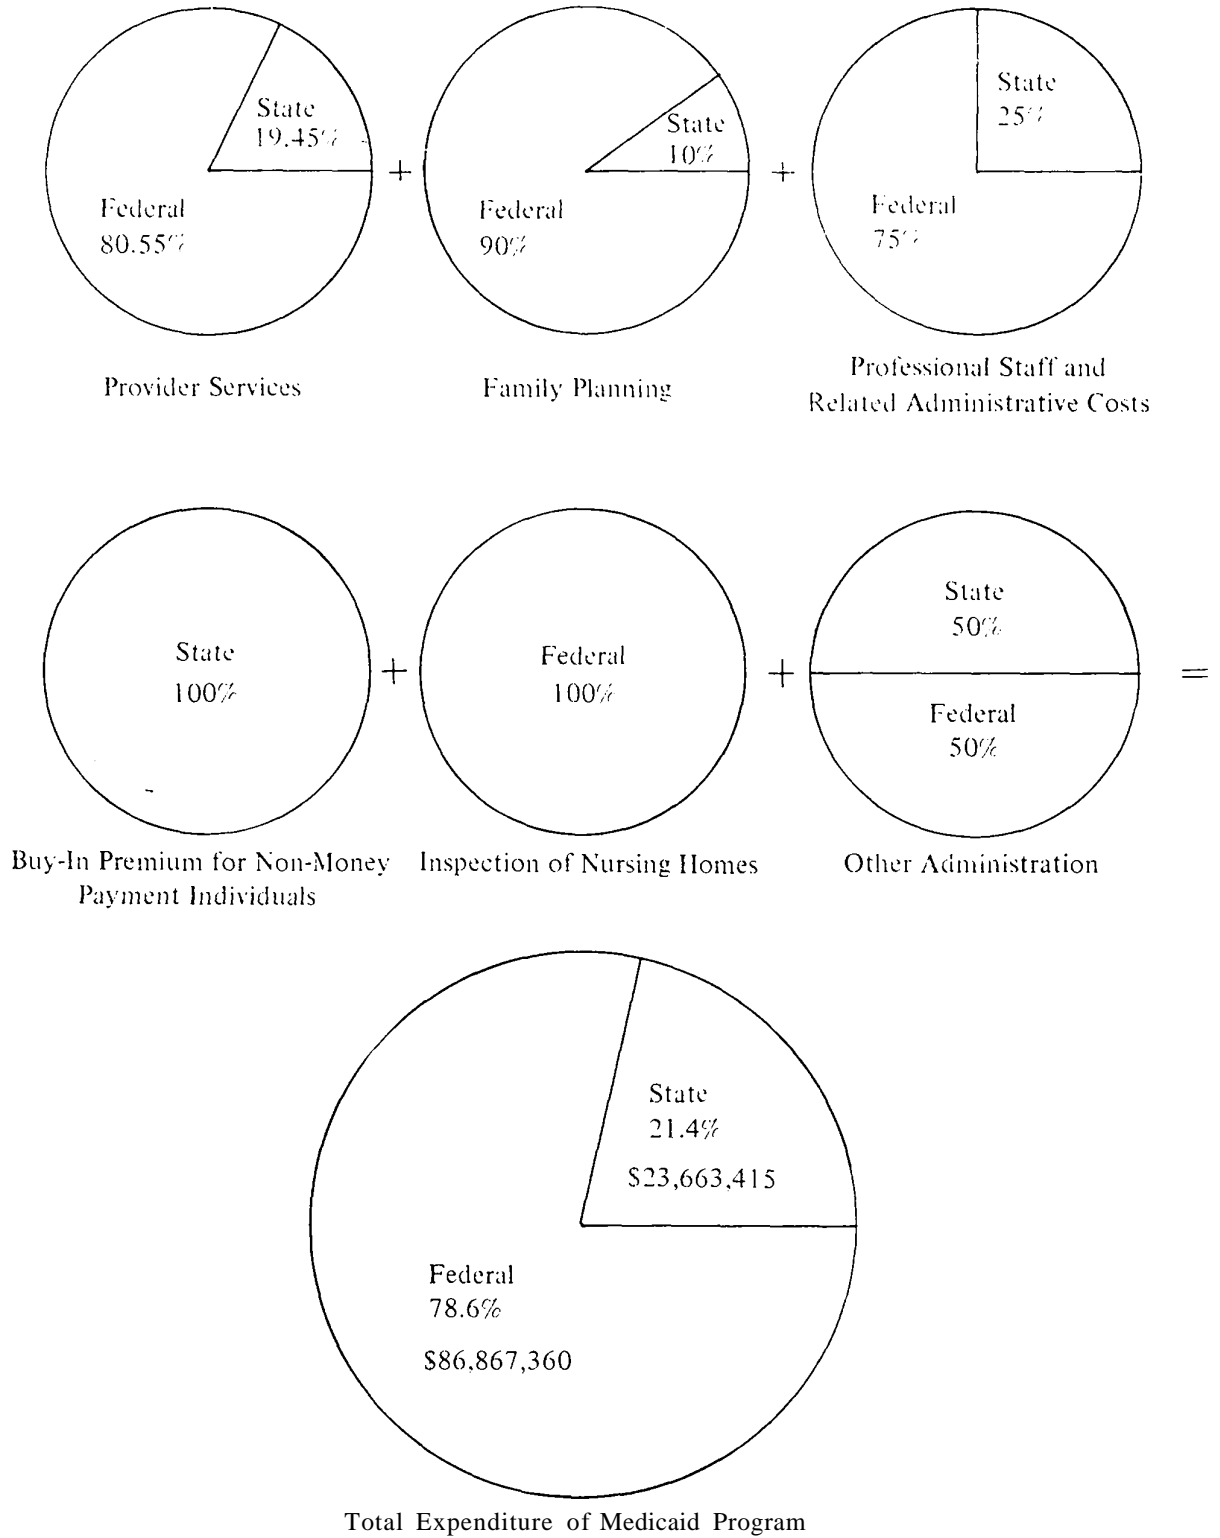 State
19.45%
Federal
80.55%
+
State
10%
Federal
90%
+
State
25%
Federal
75%
Provider Services
Family Planning
Professional Staff and
Related Administrative Costs
State
100%
+
Federal
100%
+
State
50%
Federal
50%
=
Buy-In Premium for Non-Money
Payment Individuals
Inspection of Nursing Homes
Other Administration
State
21.4%
$23,663,415
Federal
78.6%
$86,867,360
Total Expenditure of Medicaid Program